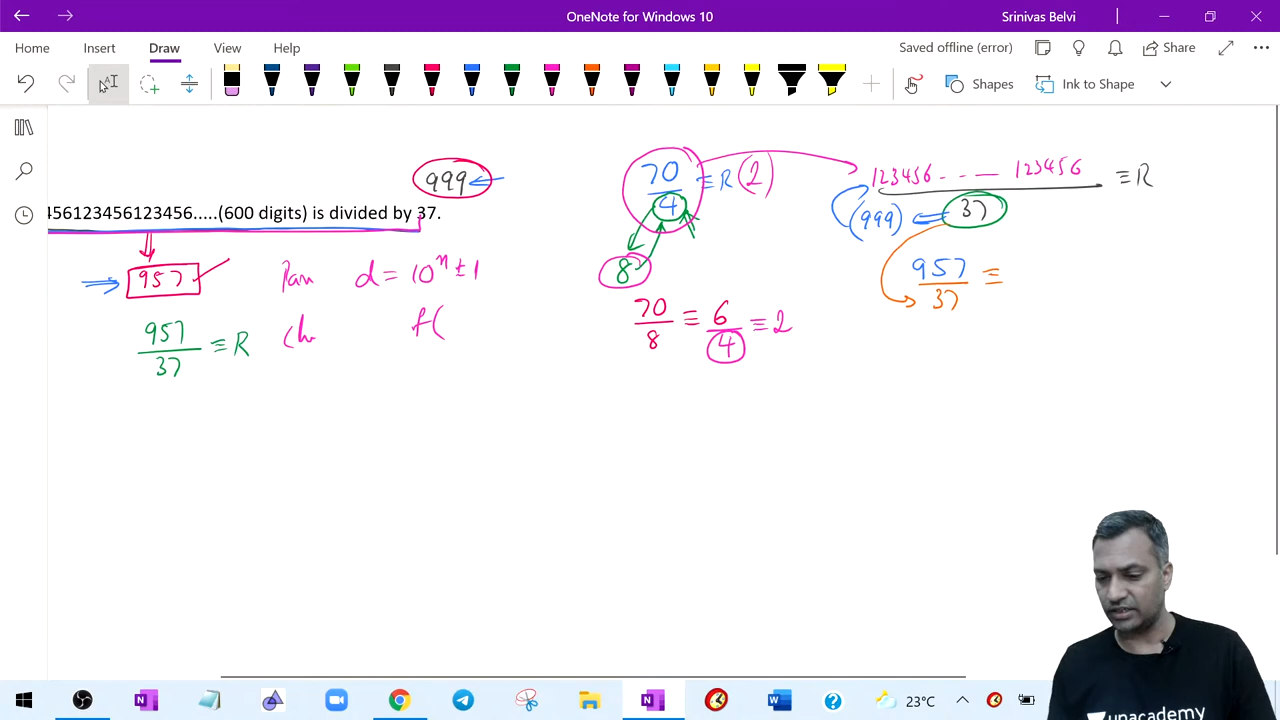 OneNote for Windows 10
Srinivas Belvi
Home Insert Draw View Help
Saved offline (error)
Share
Shapes
Ink to Shape
999
456123456123456.....(600 digits) is divided by 37.
957
Pan d = 10^n ± 1
957/37 ≡ R
f(
70/4 ≡ R (2)
8
70/8 ≡ 6/4 ≡ 2
123456 - - — 123456 ≡ R
(999) 37
957/37 ≡
23°C
unacademy